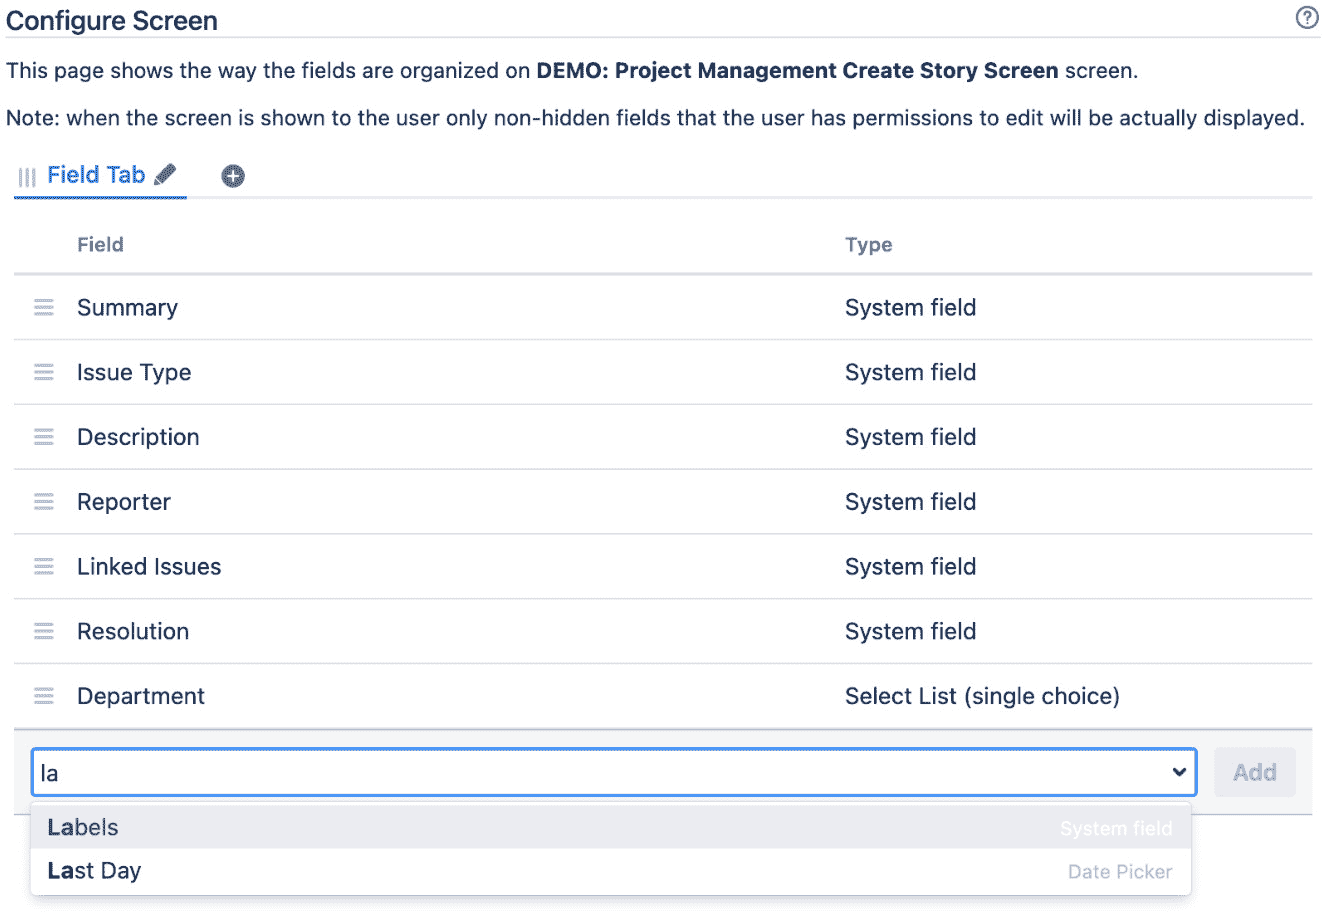 Configure Screen
This page shows the way the fields are organized on DEMO: Project Management Create Story Screen screen.
Note: when the screen is shown to the user only non-hidden fields that the user has permissions to edit will be actually displayed.
Field Tab
Field Type
Summary System field
Issue Type System field
Description System field
Reporter System field
Linked Issues System field
Resolution System field
Department Select List (single choice)
la Add
Labels System field
Last Day Date Picker